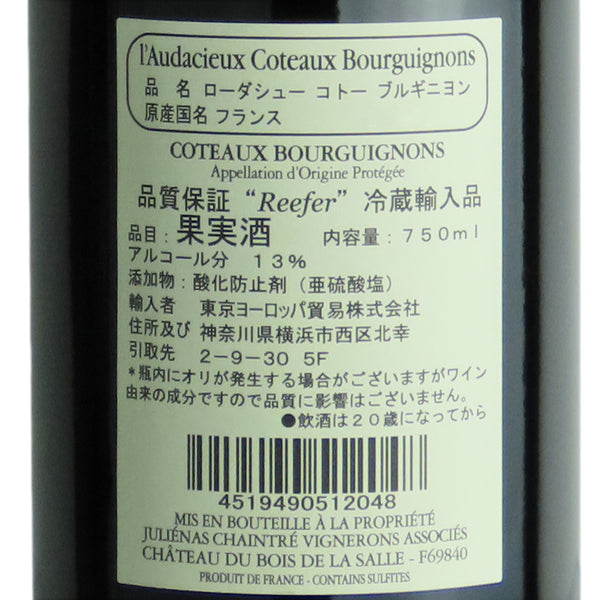 l'Audacieux Coteaux Bourguignons
品 名 ローダシュー コトー ブルギニヨン
原産国名 フランス
COTEAUX BOURGUIGNONS
Appellation d'Origine Protégée
品質保証 “Reefer” 冷蔵輸入品
品目：果実酒 内容量：750ml
アルコール分 13％
添加物：酸化防止剤（亜硫酸塩）
輸入者 東京ヨーロッパ貿易株式会社
住所及び 神奈川県横浜市西区北幸
引取先 2-9-30 5F
*瓶内にオリが発生する場合がございますがワイン
由来の成分ですので品質に影響はございません。
●飲酒は20歳になってから
4519490512048
MIS EN BOUTEILLE À LA PROPRIÉTÉ
JULIÉNAS CHAINTRÉ VIGNERONS ASSOCIÉS
CHÂTEAU DU BOIS DE LA SALLE - F69840
PRODUIT DE FRANCE - CONTAINS SULFITES